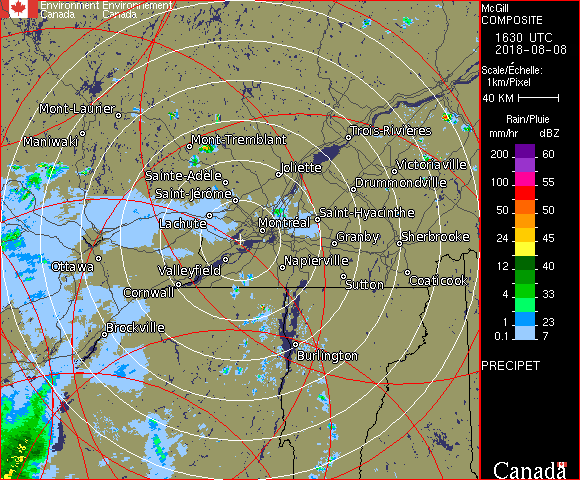 Environment Environnement
Canada Canada
McGill
COMPOSITE
1630 UTC
2018-08-08
Scale/Échelle:
1km/Pixel
40 KM
Rain/Pluie
mm/hr dBZ
200 60
100 55
50 50
24 45
12 40
4 33
1 23
0.1 7
PRECIPET
Mont-Laurier
Maniwaki
Mont-Tremblant
Trois-Rivières
Sainte-Adèle
Joliette
Victoriaville
Saint-Jérôme
Drummondville
Lachute
Montréal
Saint-Hyacinthe
Granby
Sherbrooke
Ottawa
Valleyfield
Napierville
Cornwall
Sutton
Coaticook
Brockville
Burlington
Canada